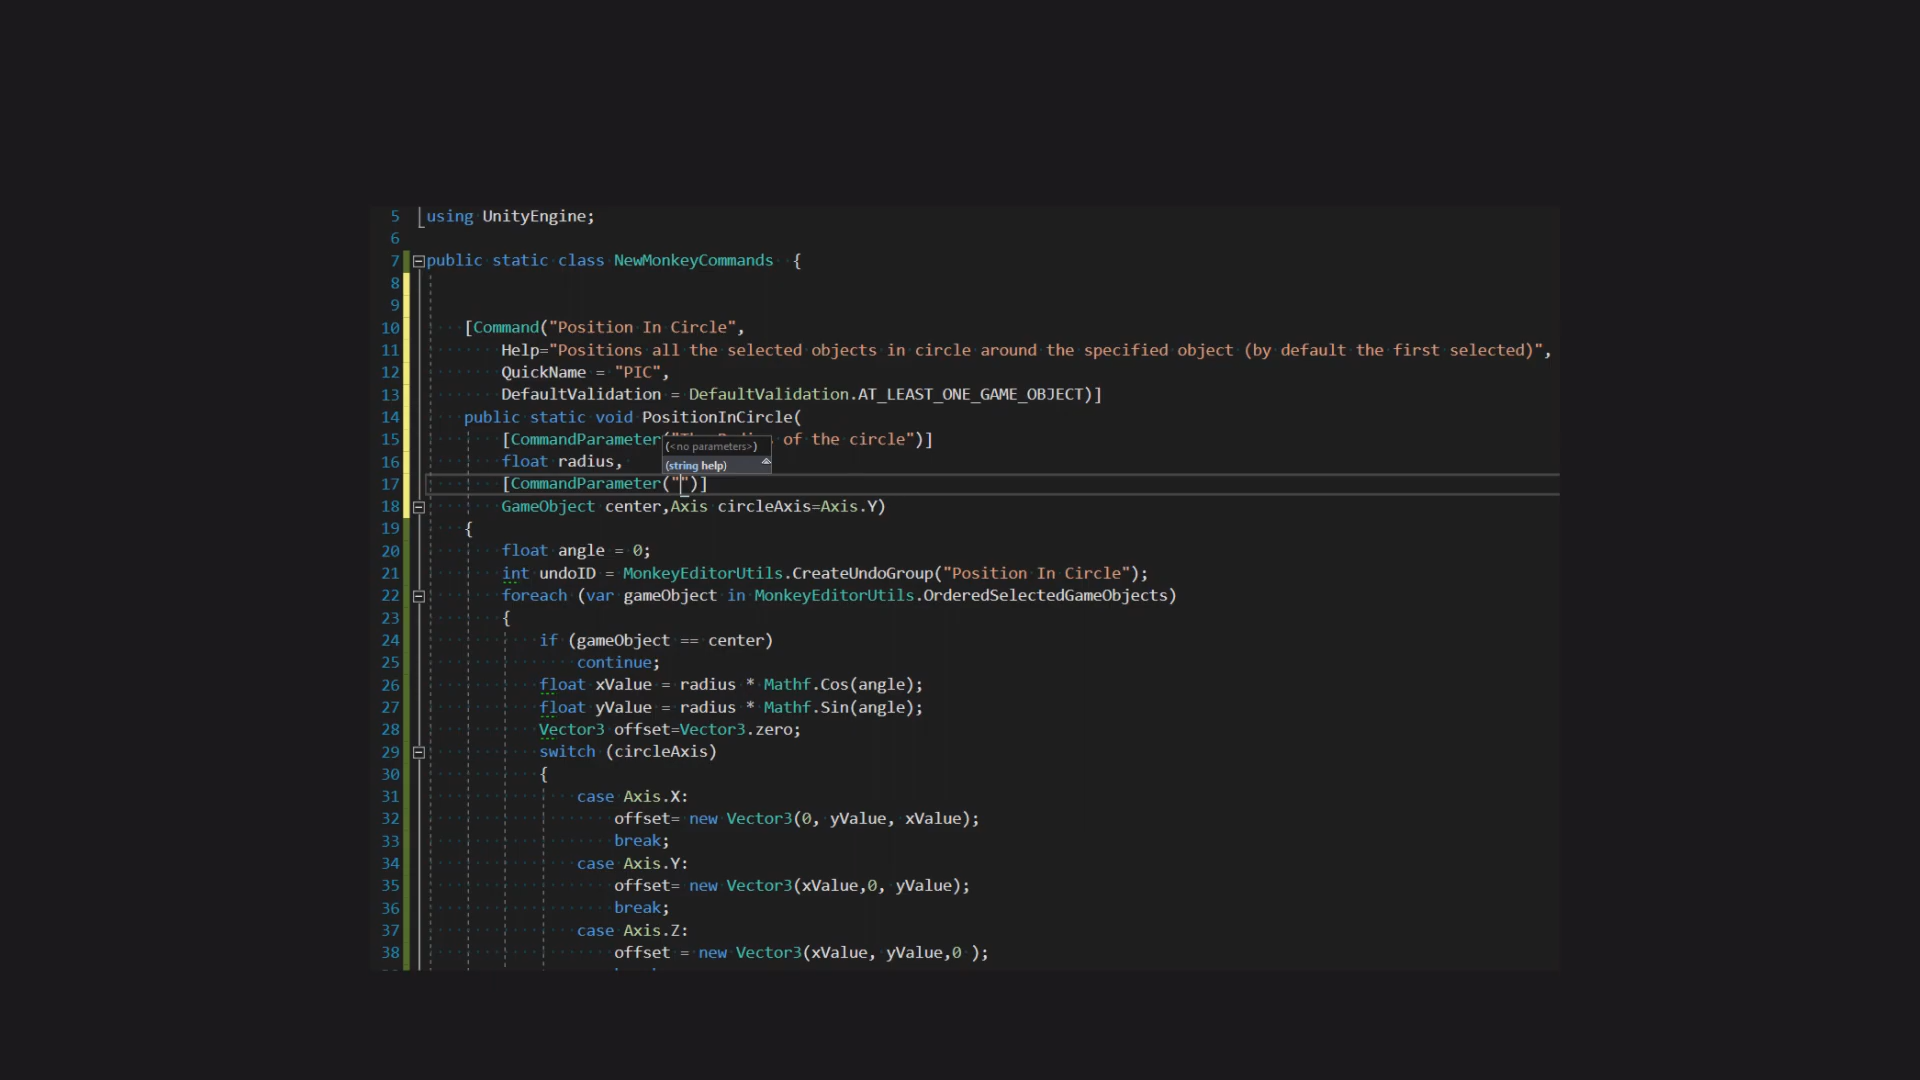 5 using UnityEngine;
6
7 public static class NewMonkeyCommands {
8
9
10 [Command("Position In Circle",
11 Help="Positions all the selected objects in circle around the specified object (by default the first selected)",
12 QuickName = "PIC",
13 DefaultValidation = DefaultValidation.AT_LEAST_ONE_GAME_OBJECT)]
14 public static void PositionInCircle(
15 [CommandParameter( of the circle")]
(<no parameters>)
16 float radius,
(string help)
17 [CommandParameter("")]
18 GameObject center,Axis circleAxis=Axis.Y)
19 {
20 float angle = 0;
21 int undoID = MonkeyEditorUtils.CreateUndoGroup("Position In Circle");
22 foreach (var gameObject in MonkeyEditorUtils.OrderedSelectedGameObjects)
23 {
24 if (gameObject == center)
25 continue;
26 float xValue = radius * Mathf.Cos(angle);
27 float yValue = radius * Mathf.Sin(angle);
28 Vector3 offset=Vector3.zero;
29 switch (circleAxis)
30 {
31 case Axis.X:
32 offset= new Vector3(0, yValue, xValue);
33 break;
34 case Axis.Y:
35 offset= new Vector3(xValue,0, yValue);
36 break;
37 case Axis.Z:
38 offset = new Vector3(xValue, yValue,0 );